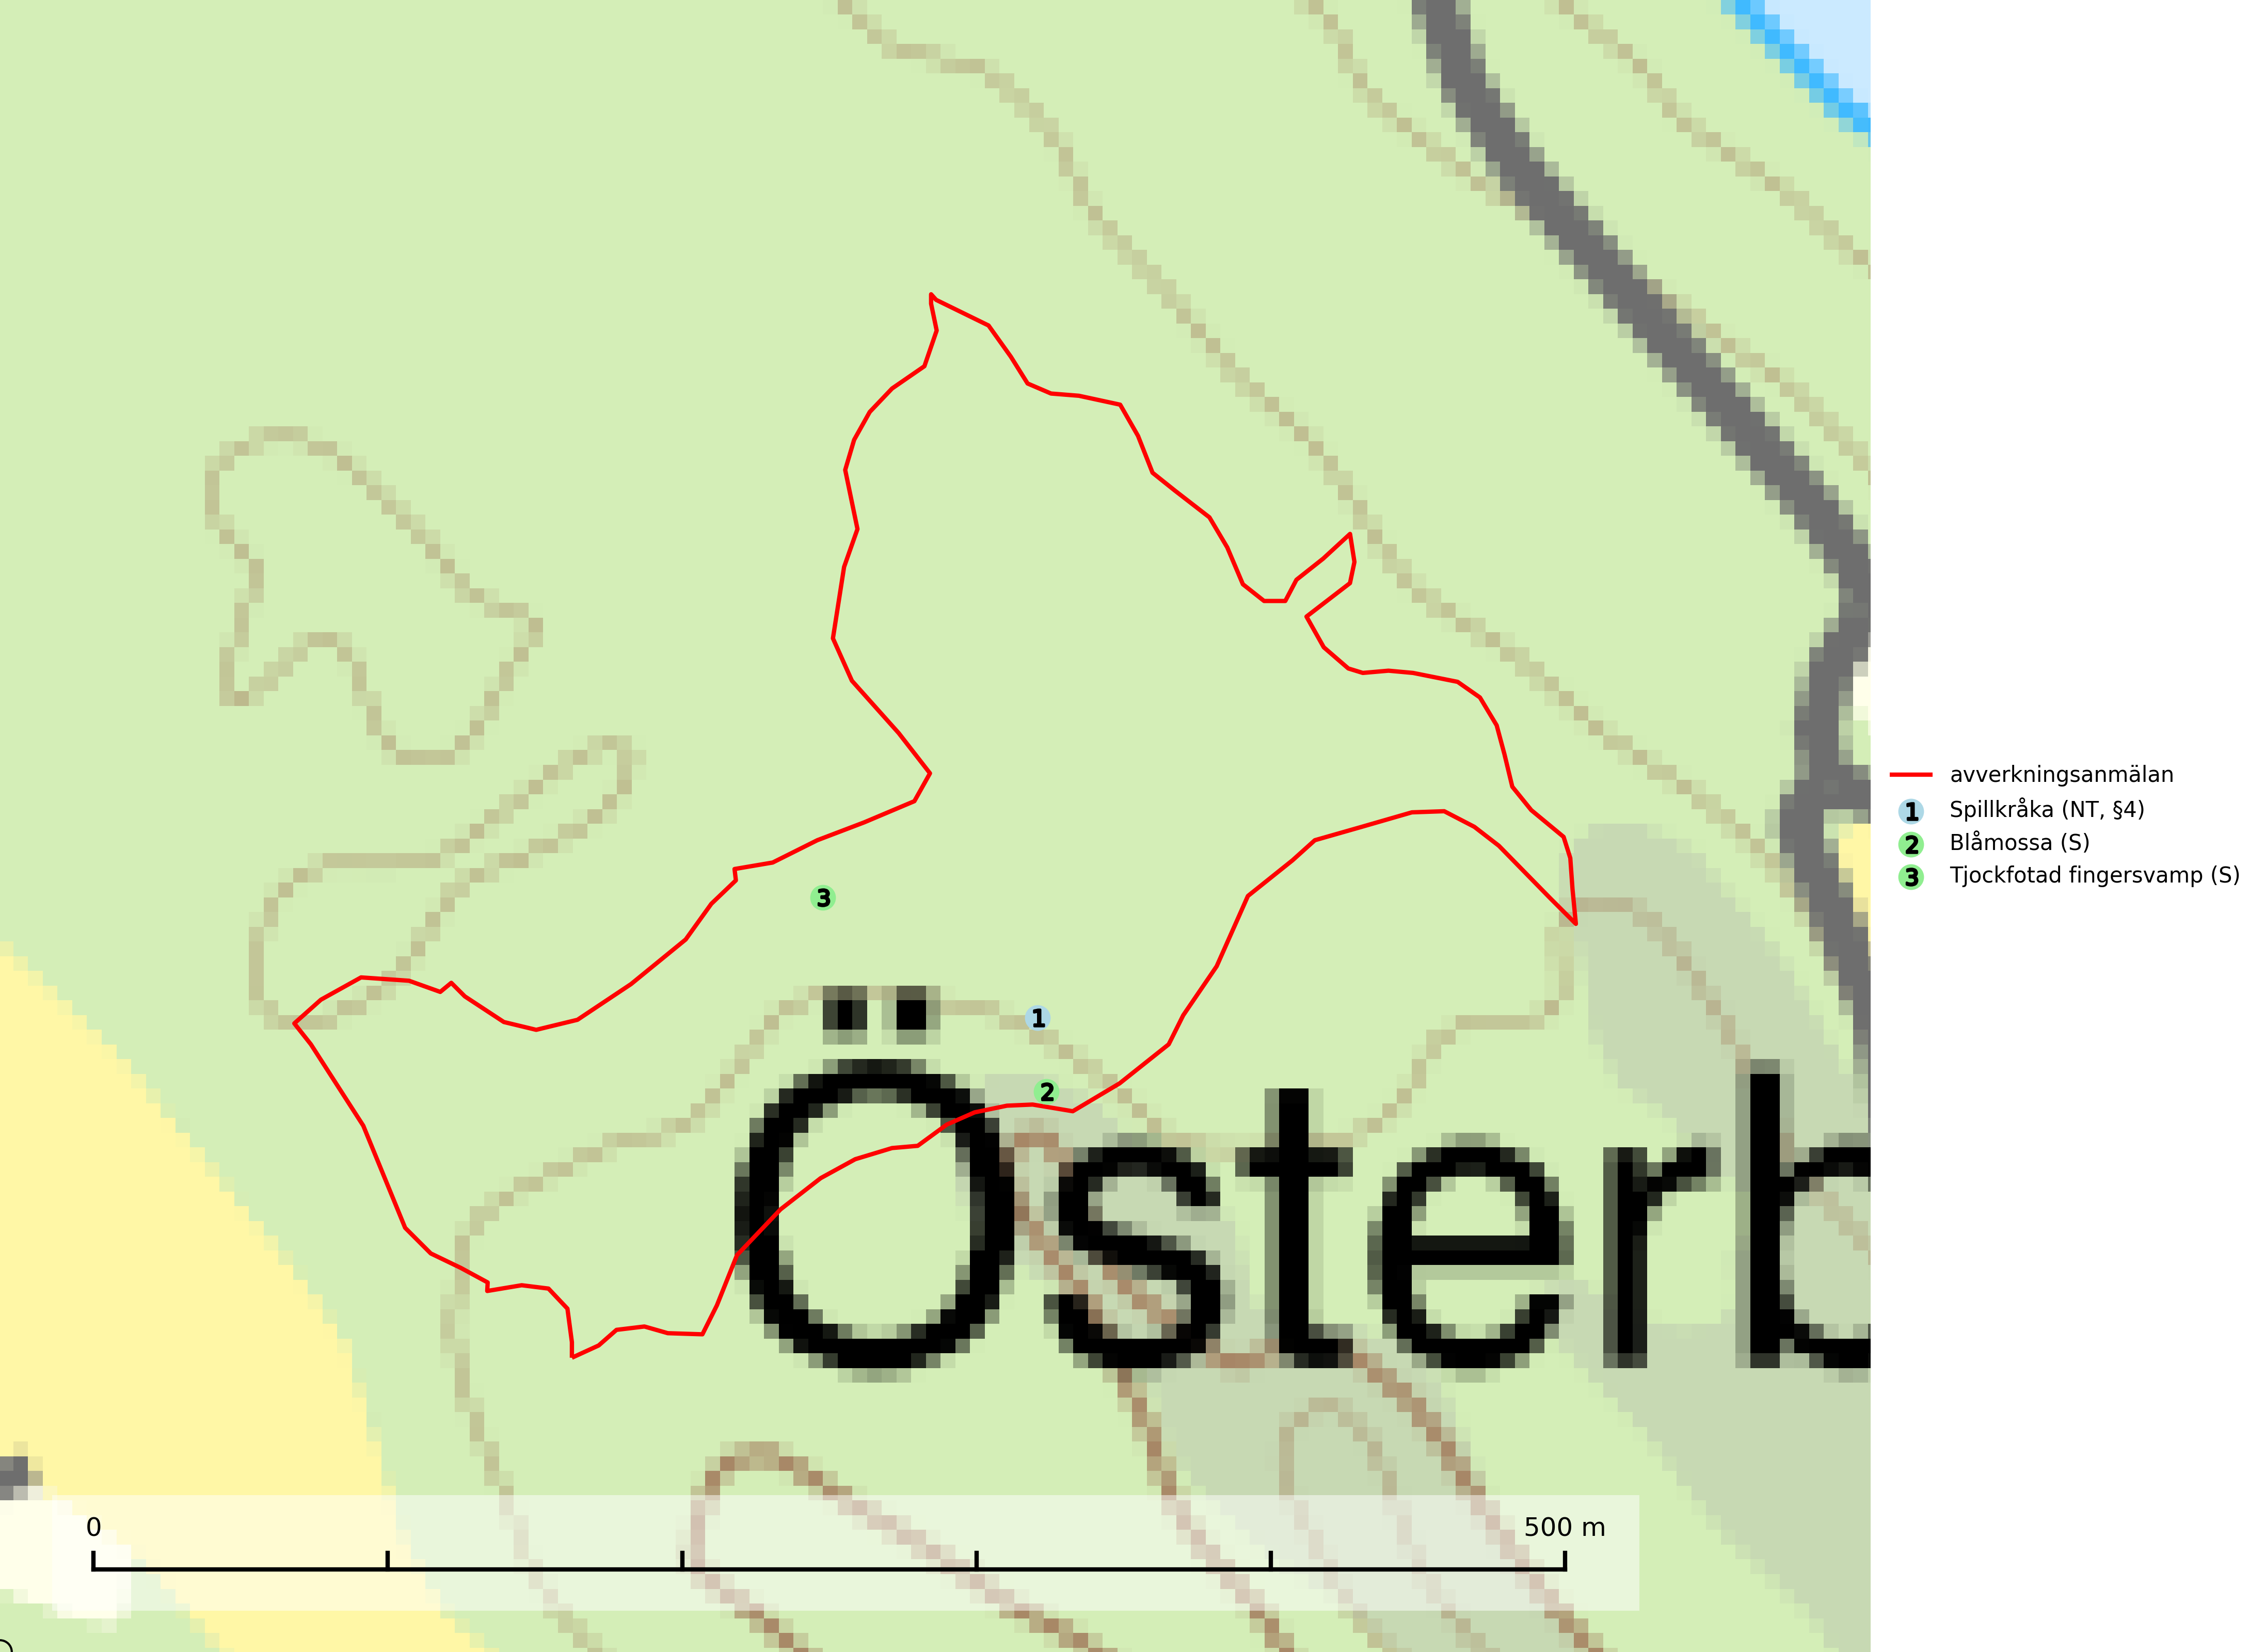 avverkningsanmälan
1 Spillkråka (NT, §4)
2 Blåmossa (S)
3 Tjockfotad fingersvamp (S)
3
1
2
Österb
0 500 m